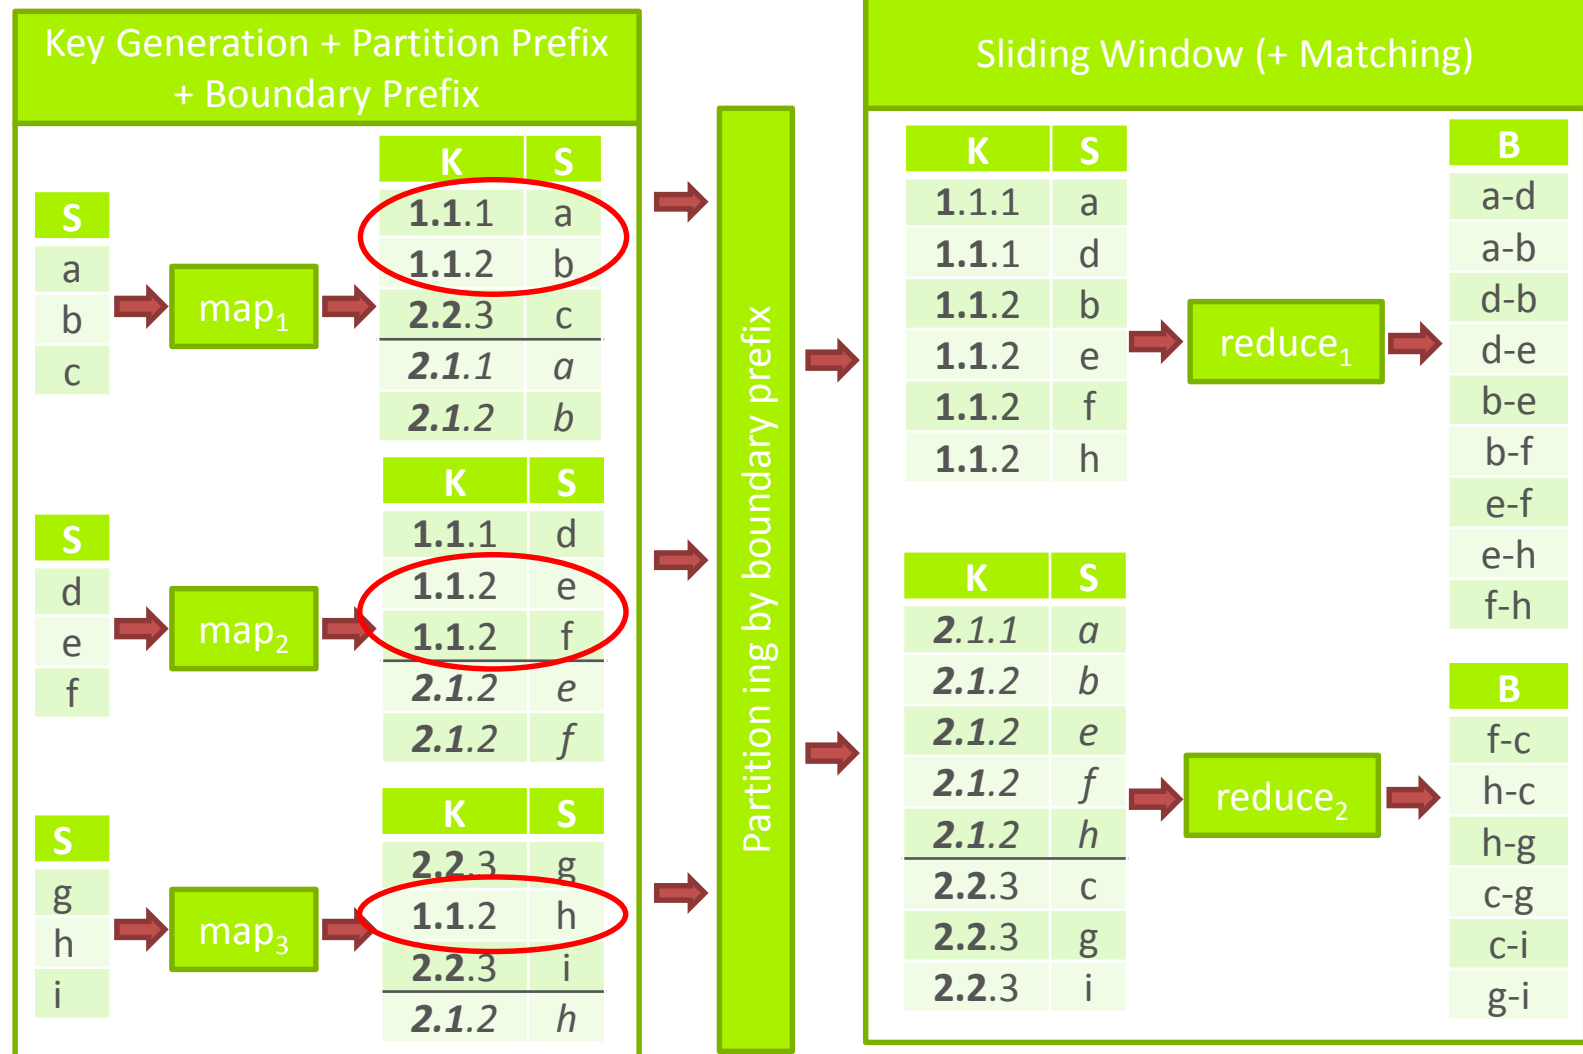 Key Generation + Partition Prefix
+ Boundary Prefix
S
a
b
c
map1
K S
1.1.1 a
1.1.2 b
2.2.3 c
2.1.1 a
2.1.2 b
S
d
e
f
map2
K S
1.1.1 d
1.1.2 e
1.1.2 f
2.1.2 e
2.1.2 f
S
g
h
i
map3
K S
2.2.3 g
1.1.2 h
2.2.3 i
2.1.2 h
Partition ing by boundary prefix
Sliding Window (+ Matching)
K S
1.1.1 a
1.1.1 d
1.1.2 b
1.1.2 e
1.1.2 f
1.1.2 h
reduce1
B
a-d
a-b
d-b
d-e
b-e
b-f
e-f
e-h
f-h
K S
2.1.1 a
2.1.2 b
2.1.2 e
2.1.2 f
2.1.2 h
2.2.3 c
2.2.3 g
2.2.3 i
reduce2
B
f-c
h-c
h-g
c-g
c-i
g-i